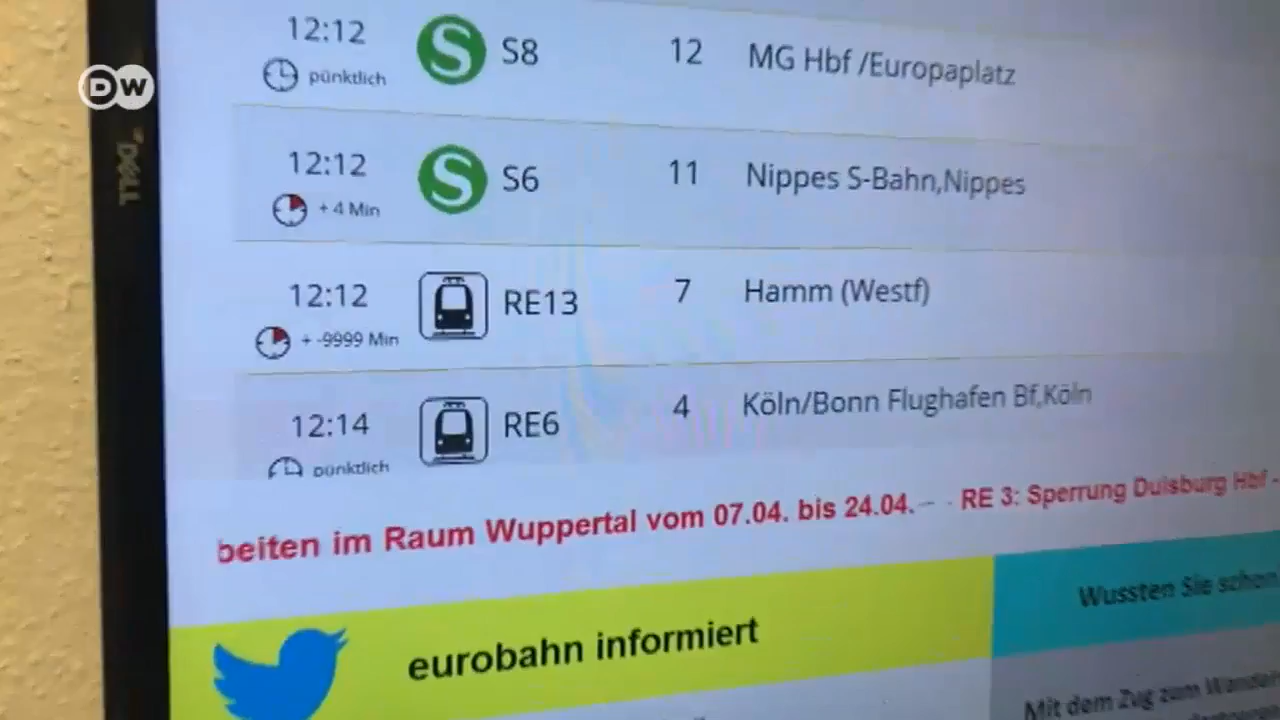 12:12 S S8 12 MG Hbf /Europaplatz
pünktlich
DW
DELL
12:12 S S6 11 Nippes S-Bahn,Nippes
+ 4 Min
12:12 RE13 7 Hamm (Westf)
+ -9999 Min
12:14 RE6 4 Köln/Bonn Flughafen Bf,Köln
pünktlich
beiten im Raum Wuppertal vom 07.04. bis 24.04. - - RE 3: Sperrung Duisburg Hbf -
Wussten Sie schon
eurobahn informiert
Mit dem Zug zum